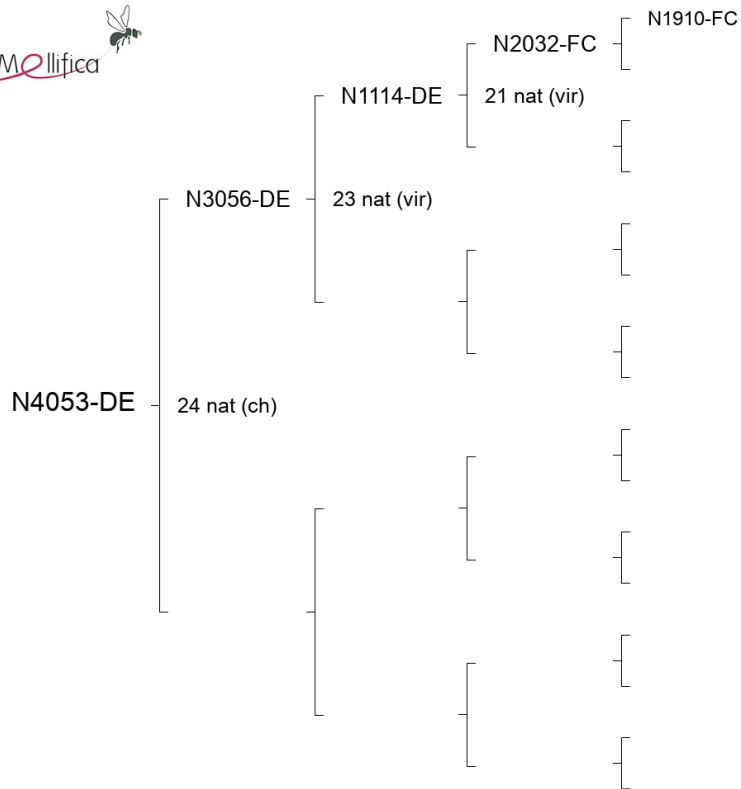 Mellifica
N1910-FC
N2032-FC
N1114-DE
21 nat (vir)
N3056-DE
23 nat (vir)
N4053-DE
24 nat (ch)